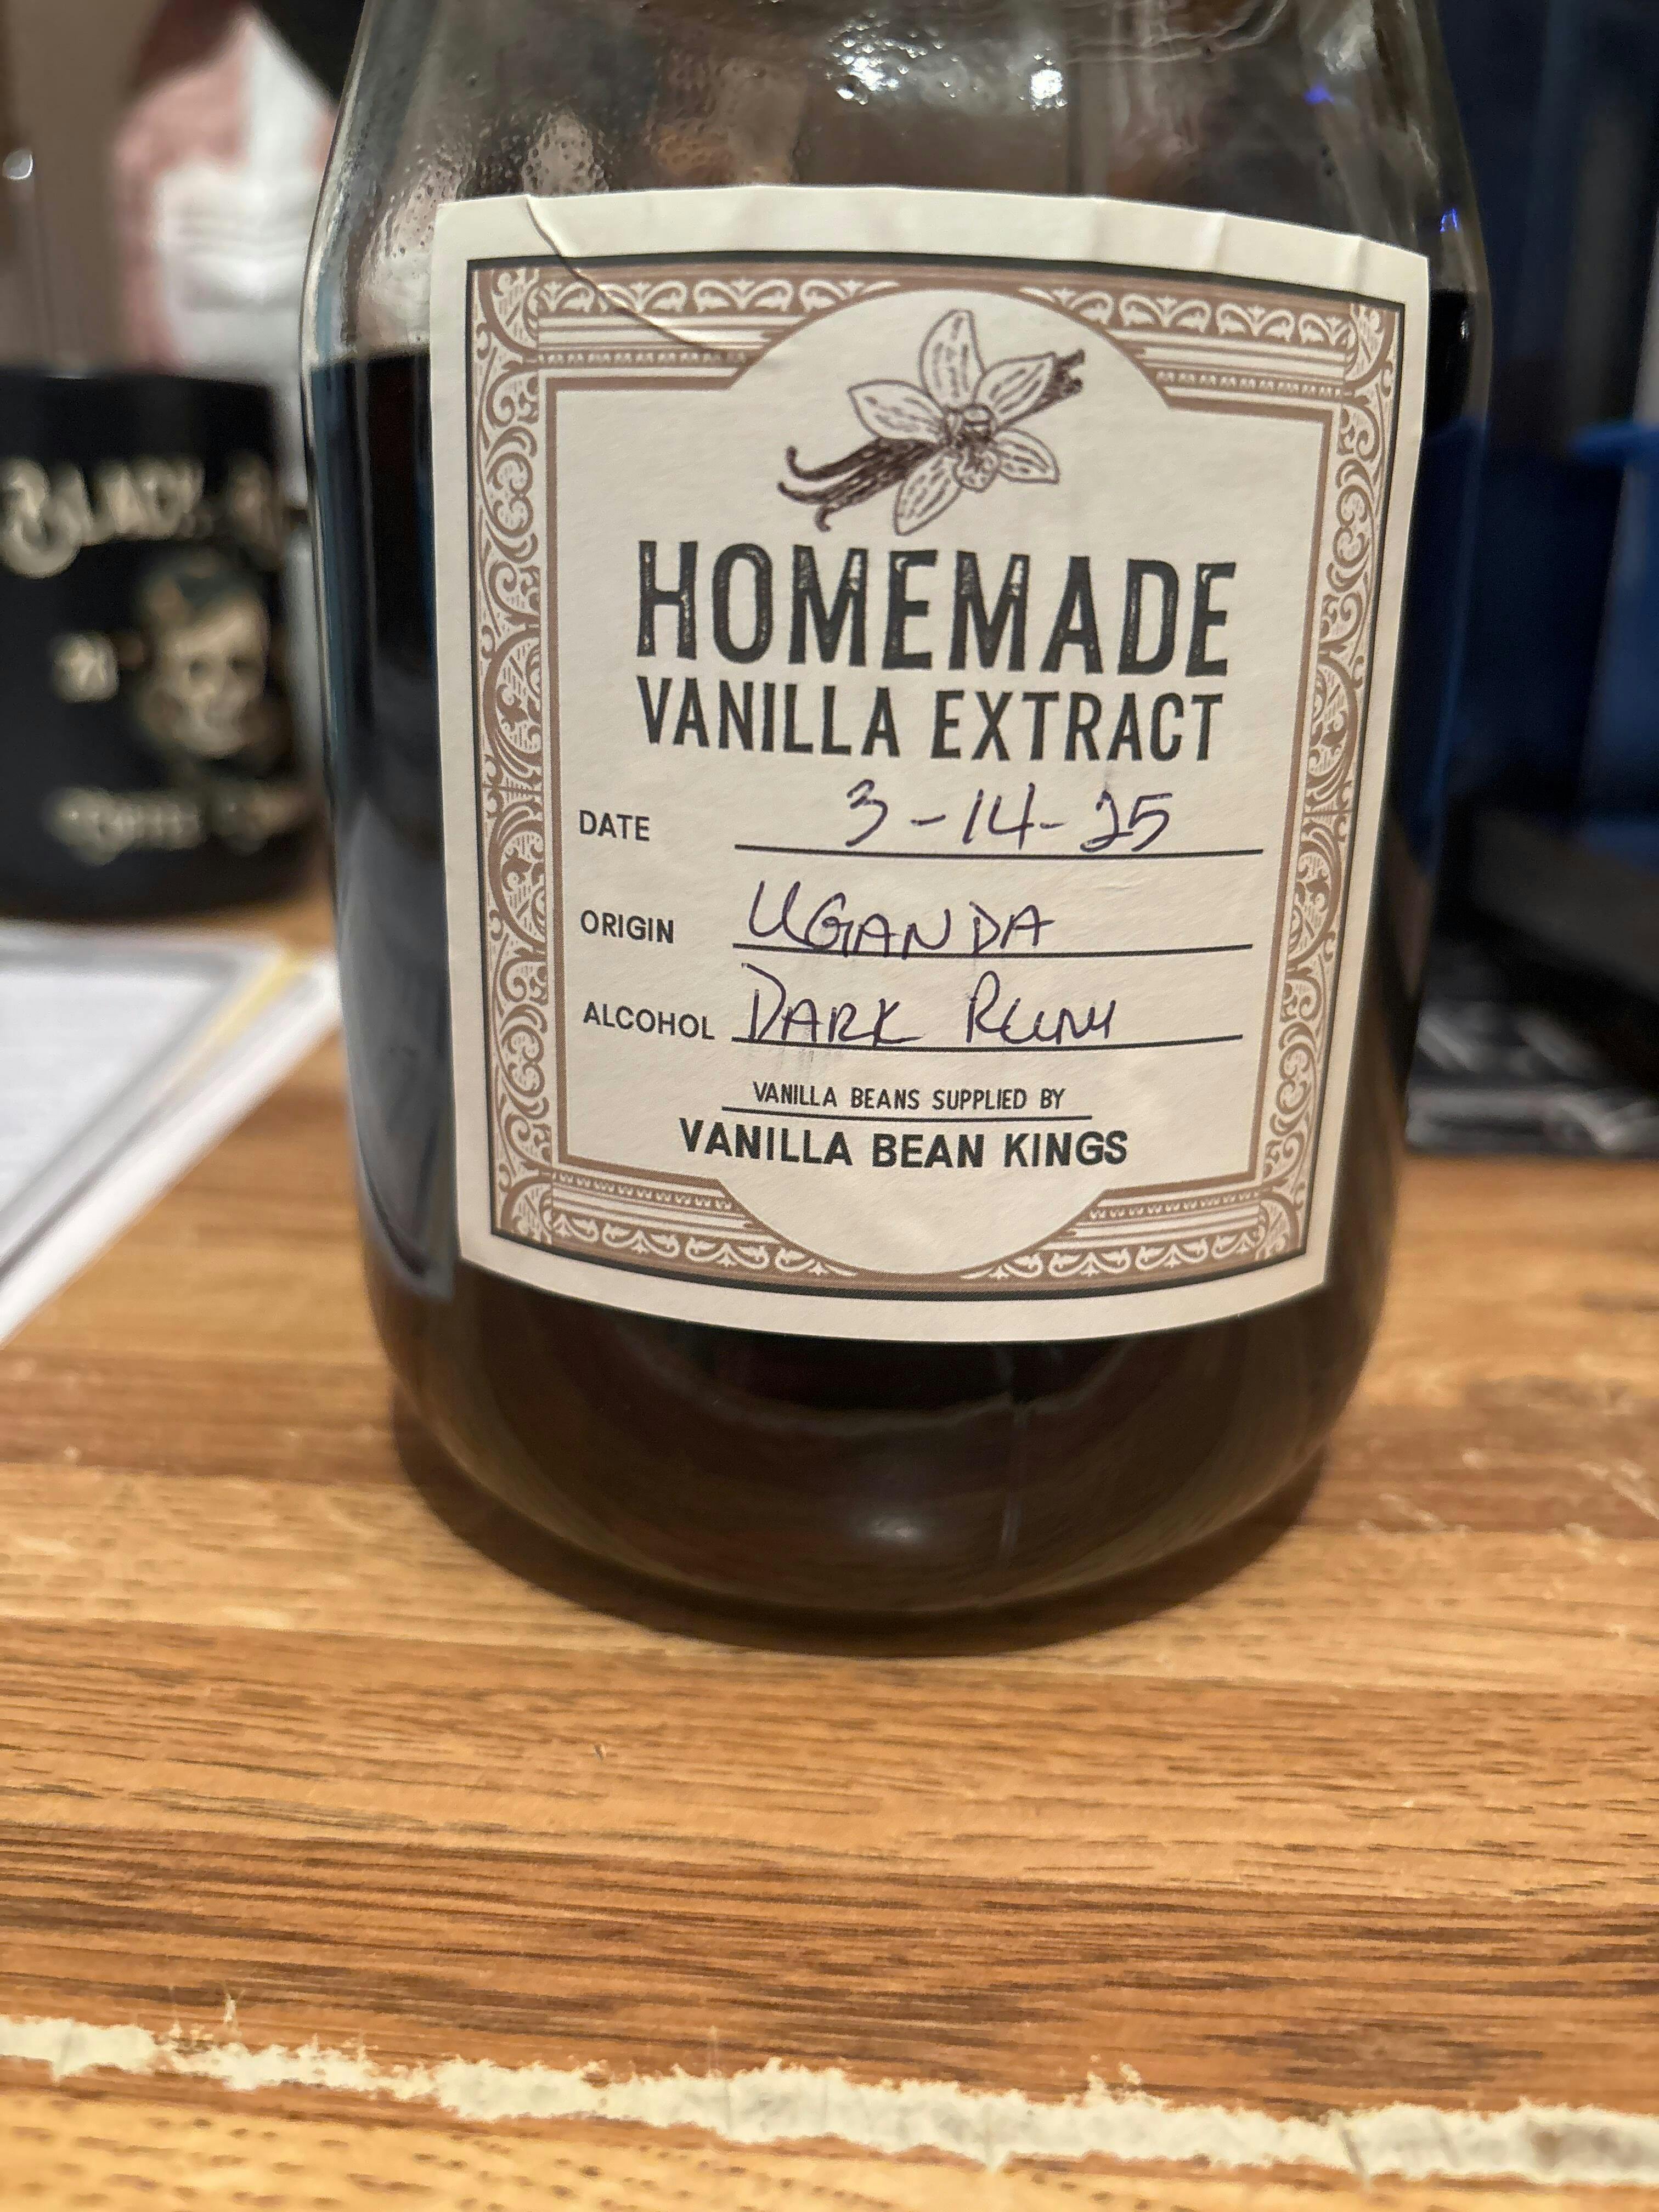 HOMEMADE
VANILLA EXTRACT
DATE 3-14-25
ORIGIN UGANDA
ALCOHOL DARK RUM
VANILLA BEANS SUPPLIED BY
VANILLA BEAN KINGS
BLACK